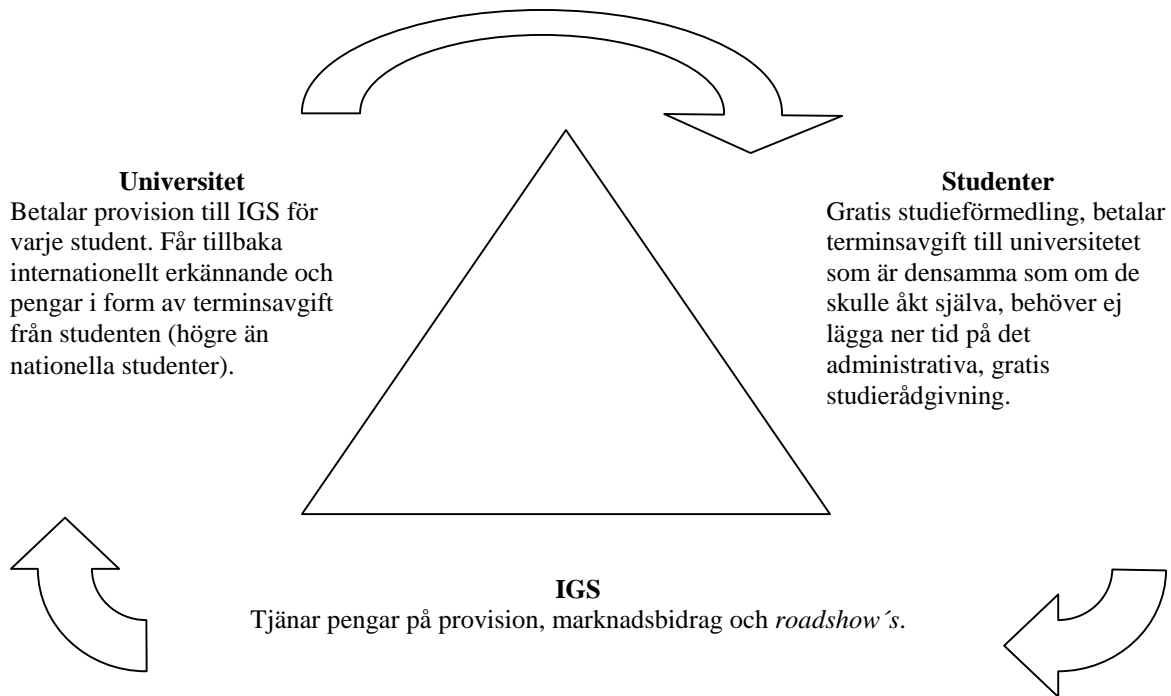 Universitet
Betalar provision till IGS för
varje student. Får tillbaka
internationellt erkännande och
pengar i form av terminsavgift
från studenten (högre än
nationella studenter).
Studenter
Gratis studieförmedling, betalar
terminsavgift till universitetet
som är densamma som om de
skulle åkt själva, behöver ej
lägga ner tid på det
administrativa, gratis
studierådgivning.
IGS
Tjänar pengar på provision, marknadsbidrag och roadshow´s.